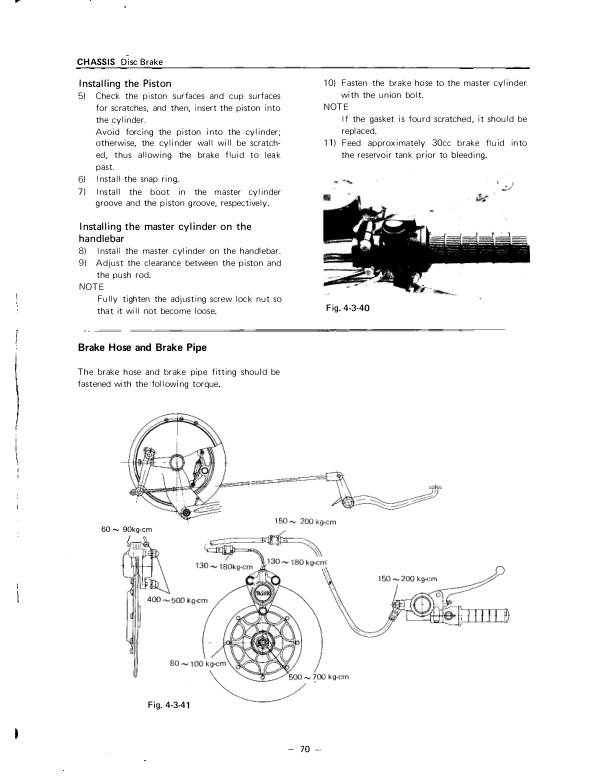 CHASSIS Disc Brake
Installing the Piston
5) Check the piston surfaces and cup surfaces
for scratches, and then, insert the piston into
the cylinder.
Avoid forcing the piston into the cylinder;
otherwise, the cylinder wall will be scratch-
ed, thus allowing the brake fluid to leak
past.
6) Install the snap ring.
7) Install the boot in the master cylinder
groove and the piston groove, respectively.
Installing the master cylinder on the
handlebar
8) Install the master cylinder on the handlebar.
9) Adjust the clearance between the piston and
the push rod.
NOTE
Fully tighten the adjusting screw lock nut so
that it will not become loose.
10) Fasten the brake hose to the master cylinder
with the union bolt.
NOTE
If the gasket is fourd scratched, it should be
replaced.
11) Feed approximately 30cc brake fluid into
the reservoir tank prior to bleeding.
Fig. 4-3-40
Brake Hose and Brake Pipe
The brake hose and brake pipe fitting should be
fastened with the following torque.
150 ~ 200 kg-cm
60 ~ 90kg-cm
130 ~ 180kg-cm
130 ~ 180 kg-cm
150 ~ 200 kg-cm
400 ~ 500 kg-cm
80 ~ 100 kg-cm
500 ~ 700 kg-cm
Fig. 4-3-41
– 70 –